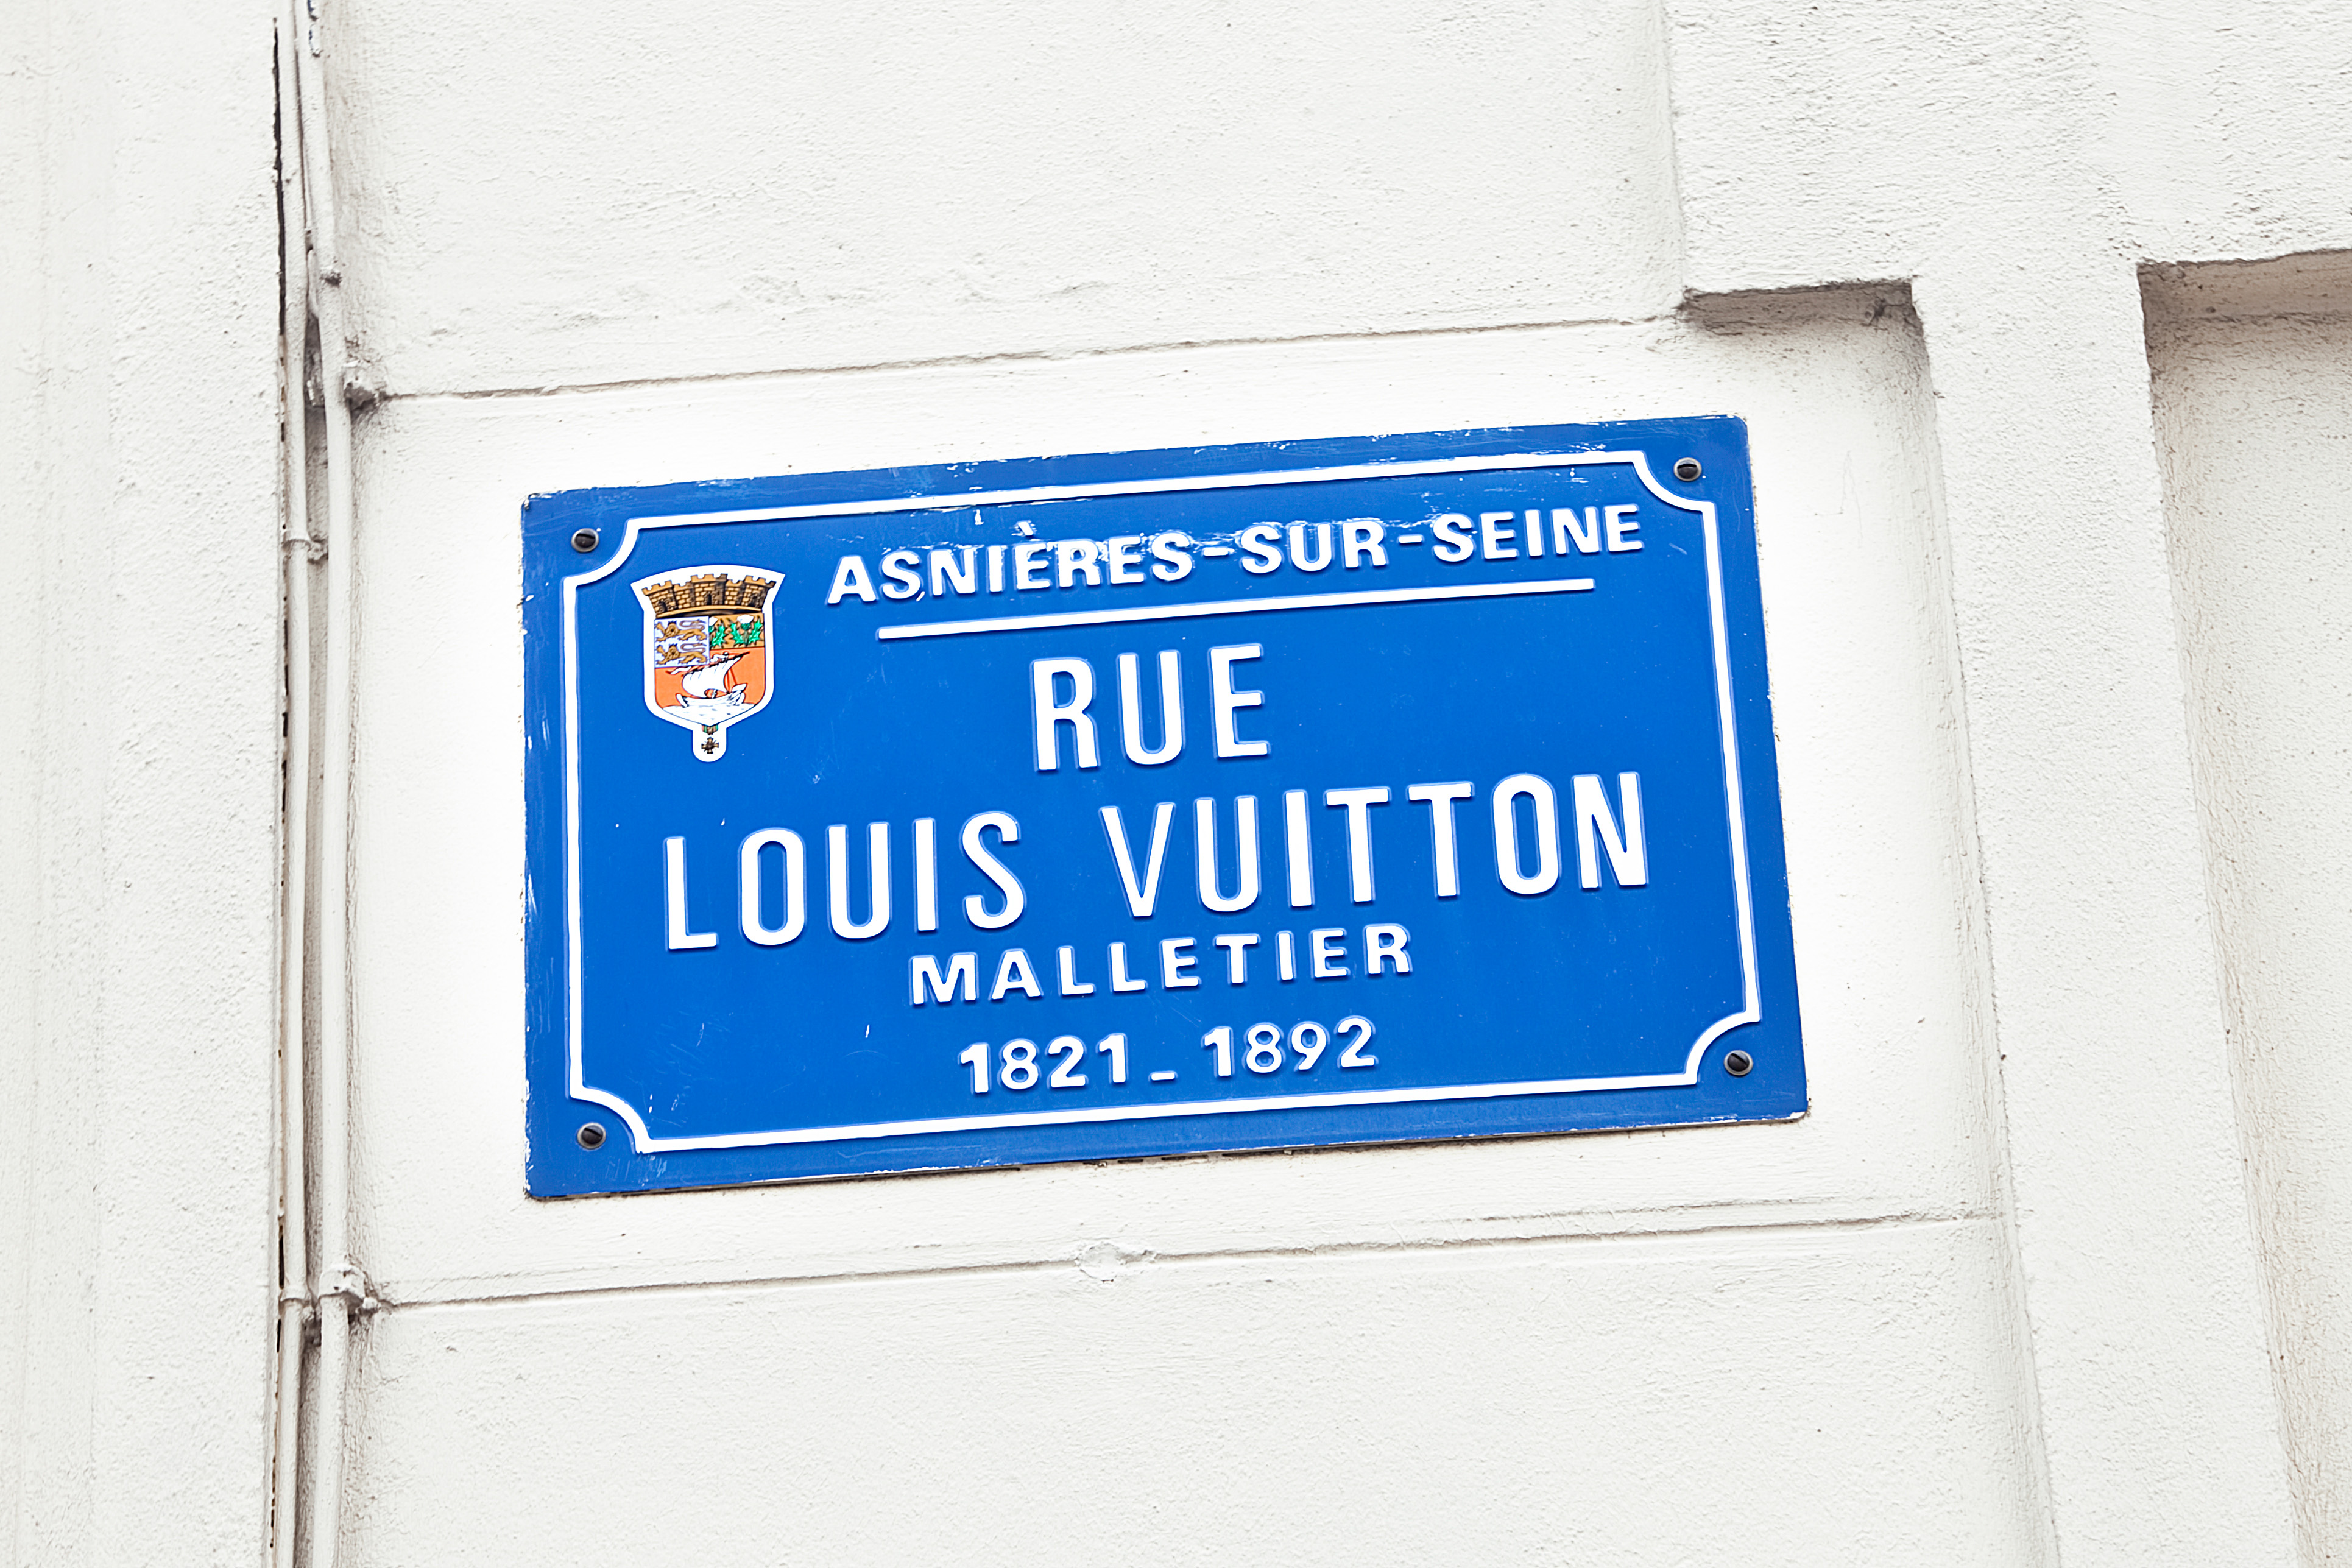 ASNIÈRES-SUR-SEINE
RUE
LOUIS VUITTON
MALLETIER
1821_1892